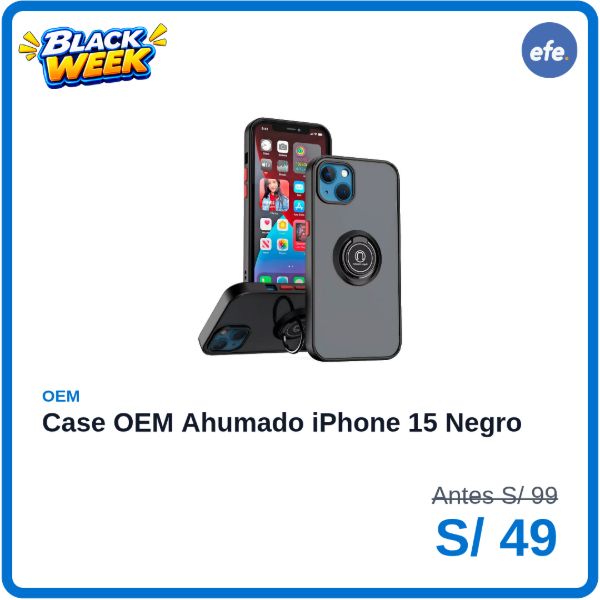 BLACK
WEEK
efe.
OEM
Case OEM Ahumado iPhone 15 Negro
Antes S/ 99
S/ 49